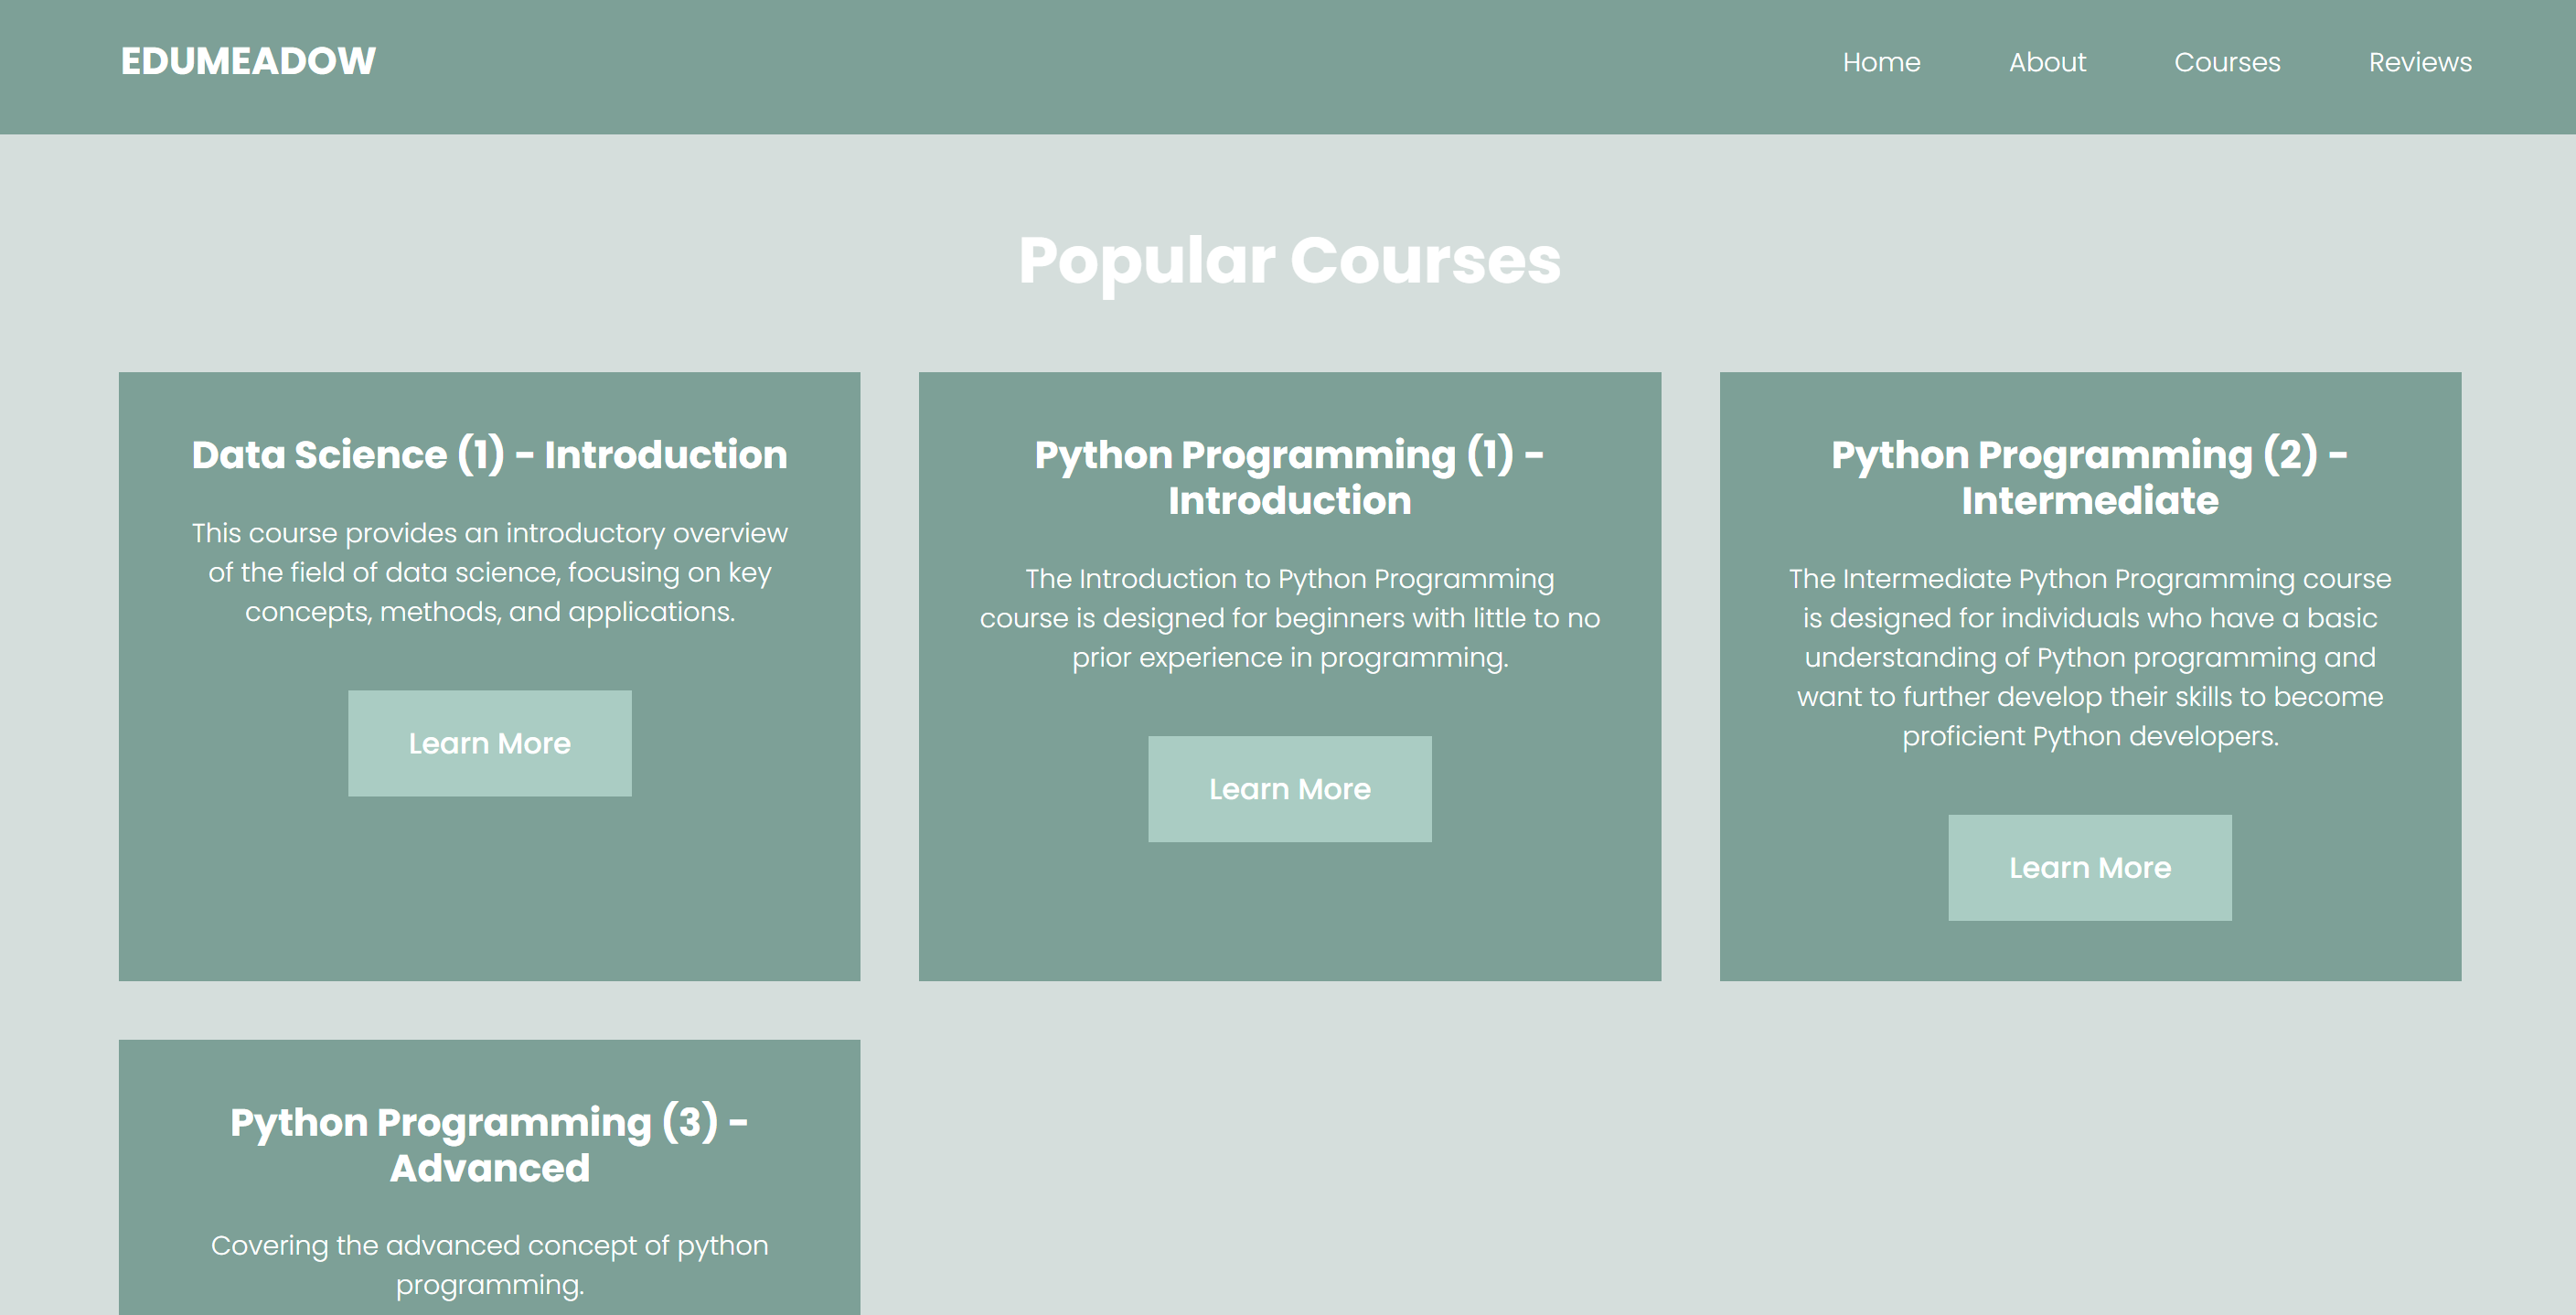 EDUMEADOW
Home About Courses Reviews
Popular Courses
Data Science (1) - Introduction
This course provides an introductory overview
of the field of data science, focusing on key
concepts, methods, and applications.
Learn More
Python Programming (1) -
Introduction
The Introduction to Python Programming
course is designed for beginners with little to no
prior experience in programming.
Learn More
Python Programming (2) -
Intermediate
The Intermediate Python Programming course
is designed for individuals who have a basic
understanding of Python programming and
want to further develop their skills to become
proficient Python developers.
Learn More
Python Programming (3) -
Advanced
Covering the advanced concept of python
programming.